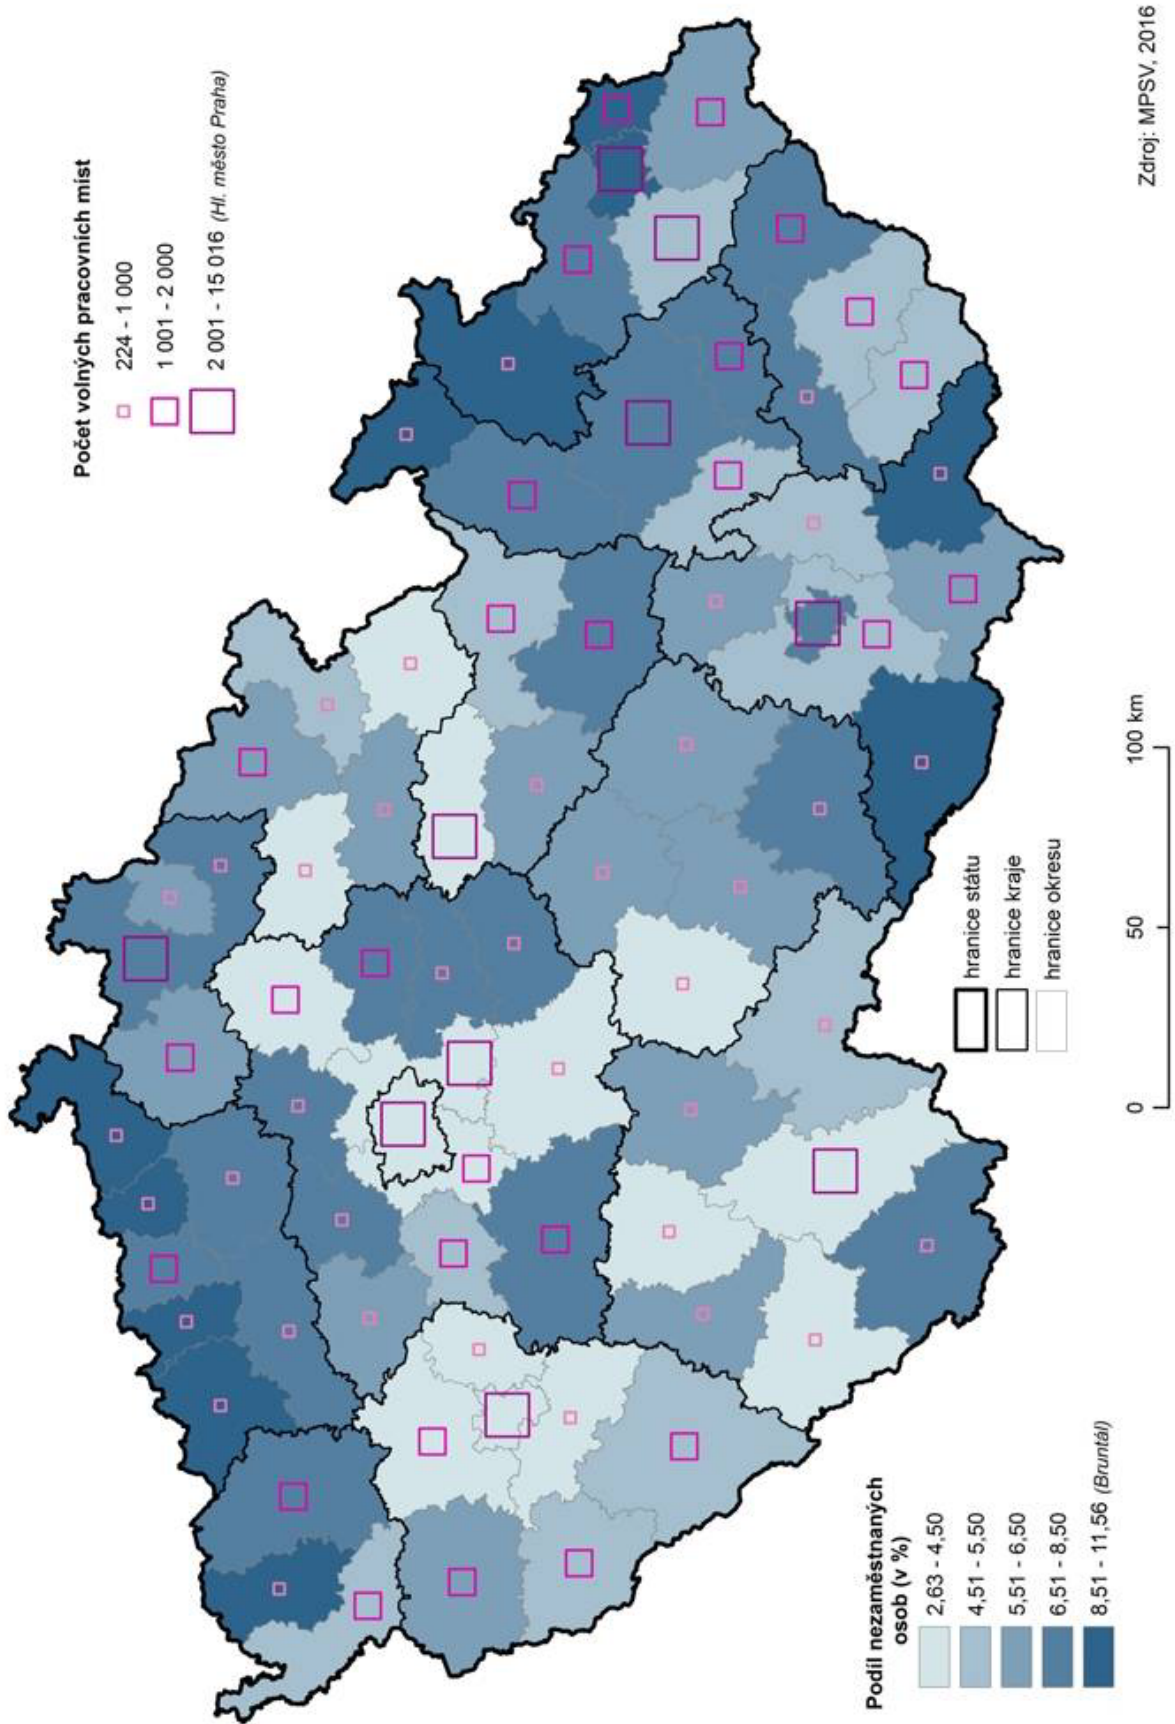 Počet volných pracovních míst
224 - 1 000
1 001 - 2 000
2 001 - 15 016 (Hl. město Praha)
Podíl nezaměstnaných
osob (v %)
2,63 - 4,50
4,51 - 5,50
5,51 - 6,50
6,51 - 8,50
8,51 - 11,56 (Bruntál)
hranice státu
hranice kraje
hranice okresu
0 50 100 km
Zdroj: MPSV, 2016